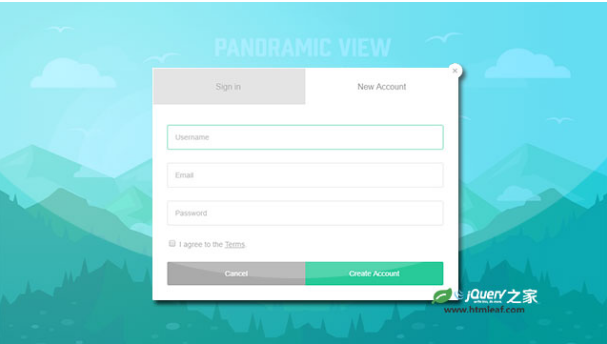 PANORAMIC VIEW
×
Sign in
New Account
Username
Email
Password
I agree to the Terms.
Cancel
Create Account
jQuery之家
www.htmleaf.com